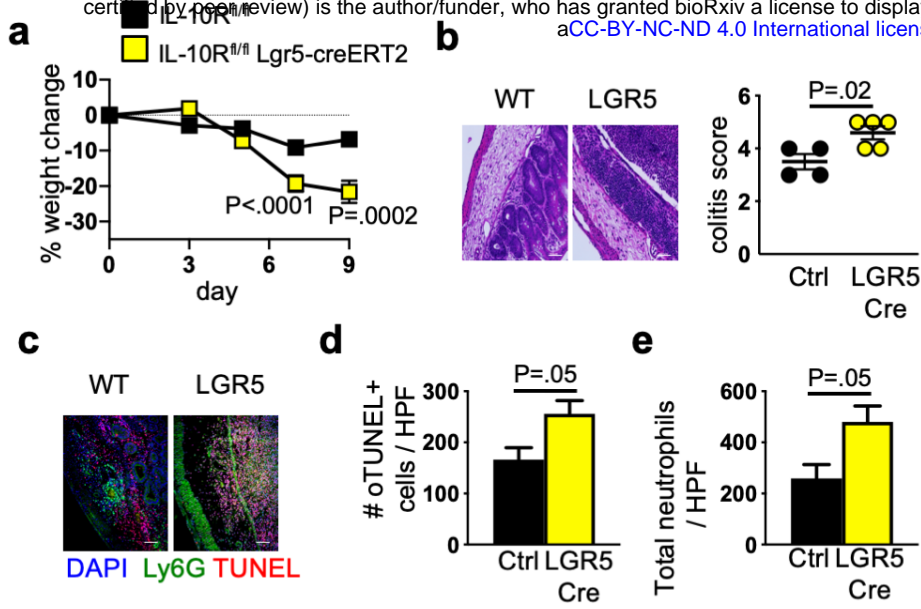 certified by peer review) is the author/funder, who has granted bioRxiv a license to displa
aCC-BY-NC-ND 4.0 International licen
a
IL-10Rfl/fl
IL-10Rfl/fl Lgr5-creERT2
% weight change
10
0
-10
-20
-30
P<.0001
P=.0002
0 3 6 9
day
b
WT LGR5
P=.02
colitis score
6
4
2
0
Ctrl LGR5
Cre
c
WT LGR5
DAPI Ly6G TUNEL
d
P=.05
# oTUNEL+
cells / HPF
300
200
100
0
Ctrl LGR5
Cre
e
P=.05
Total neutrophils
/ HPF
600
400
200
0
Ctrl LGR5
Cre